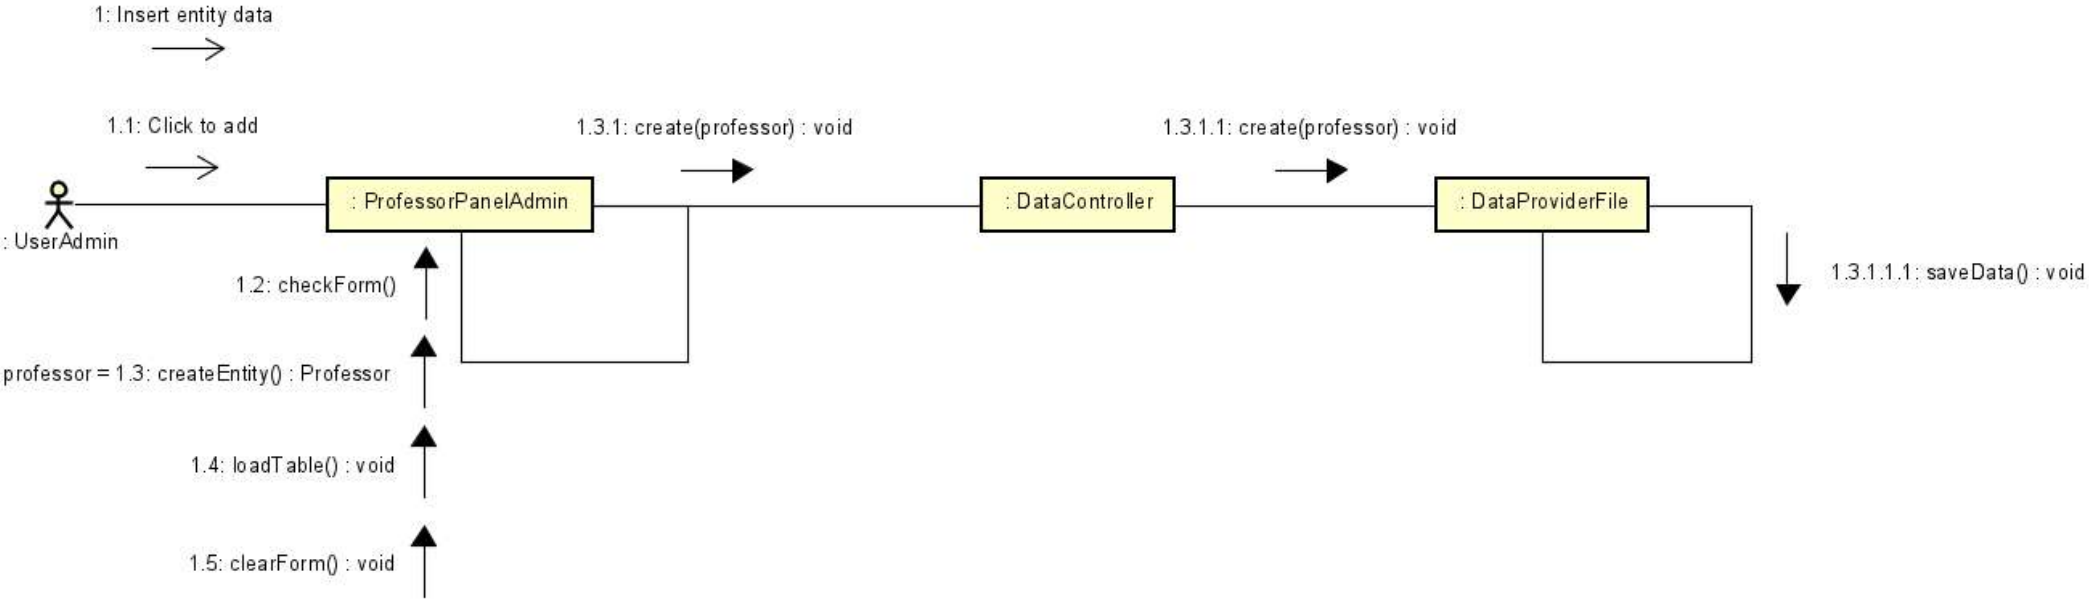 1: Insert entity data
1.1: Click to add
1.3.1: create(professor) : void
1.3.1.1: create(professor) : void
: ProfessorPanelAdmin
: DataController
: DataProviderFile
: UserAdmin
1.2: checkForm()
1.3.1.1.1: saveData() : void
professor = 1.3: createEntity() : Professor
1.4: loadTable() : void
1.5: clearForm() : void